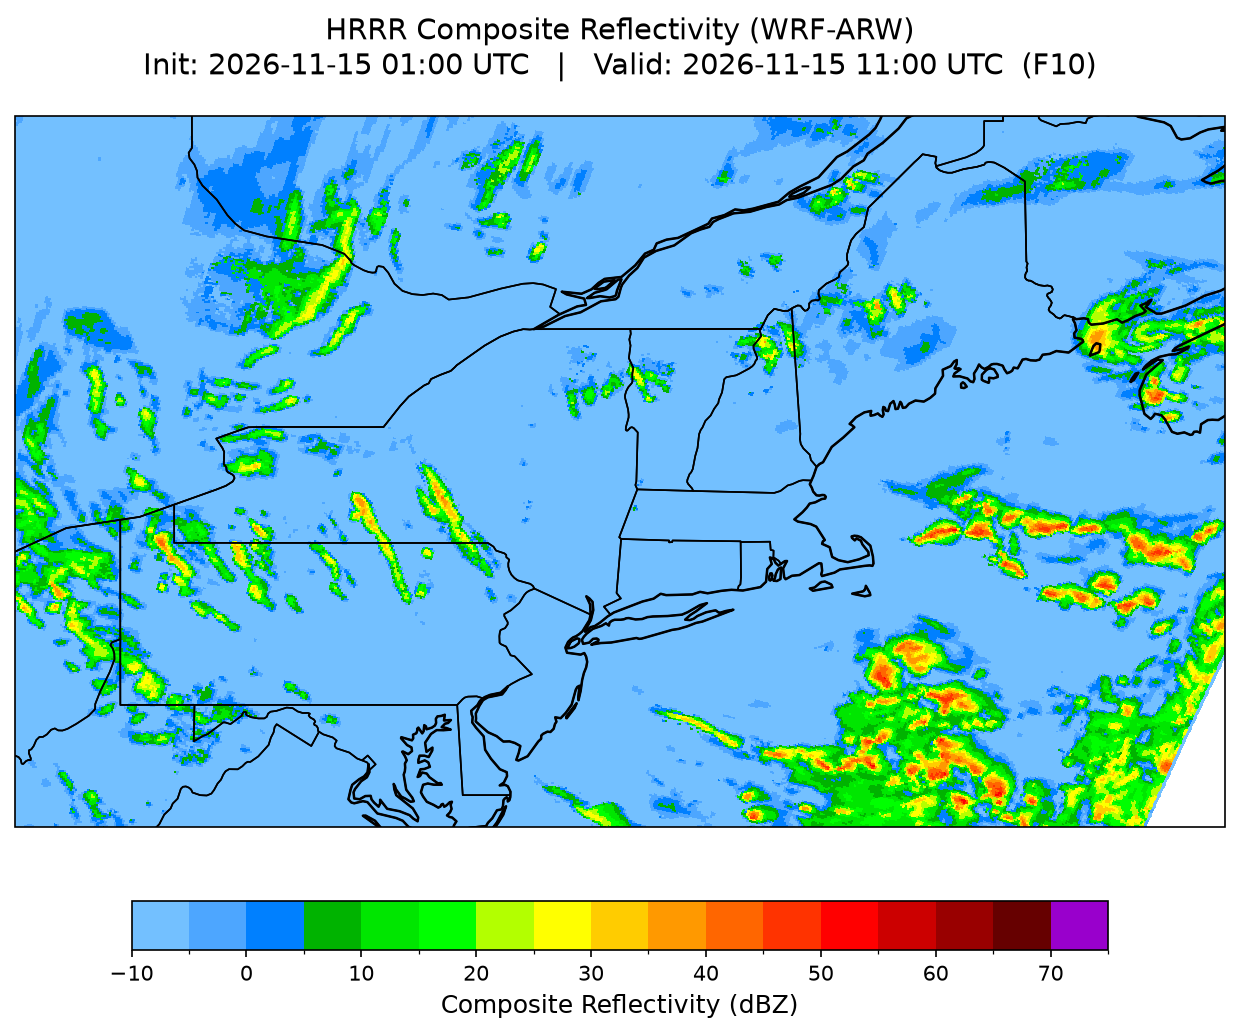 HRRR Composite Reflectivity (WRF-ARW)
Init: 2026-11-15 01:00 UTC | Valid: 2026-11-15 11:00 UTC (F10)
−10 0 10 20 30 40 50 60 70
Composite Reflectivity (dBZ)